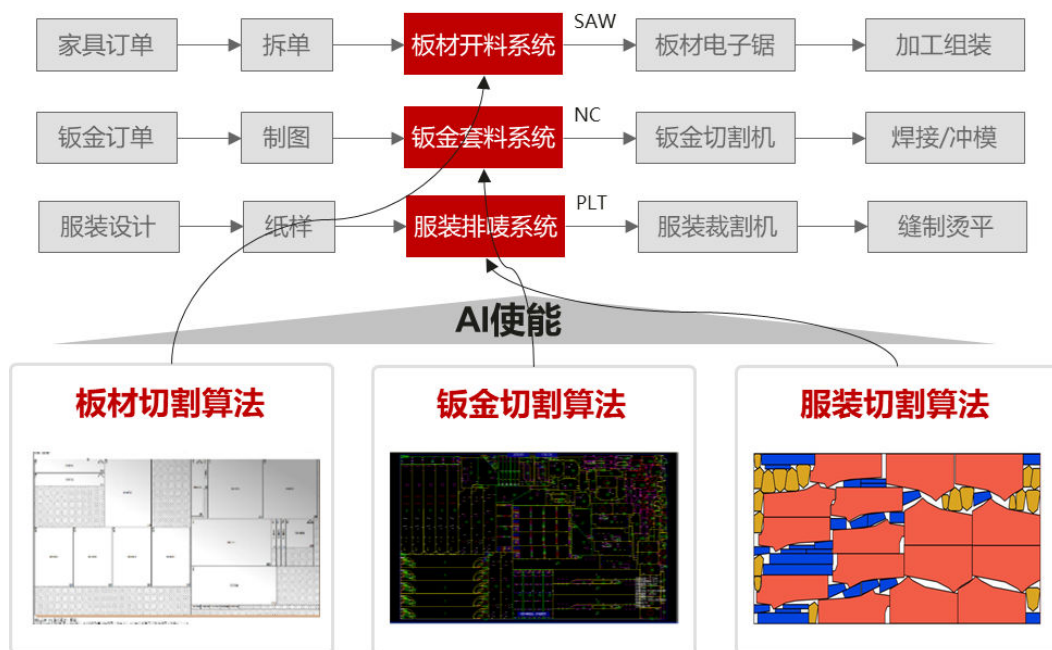 家具订单
拆单
板材开料系统
SAW
板材电子锯
加工组装
钣金订单
制图
钣金套料系统
NC
钣金切割机
焊接/冲模
服装设计
纸样
服装排唛系统
PLT
服装裁割机
缝制烫平
AI使能
板材切割算法
钣金切割算法
服装切割算法